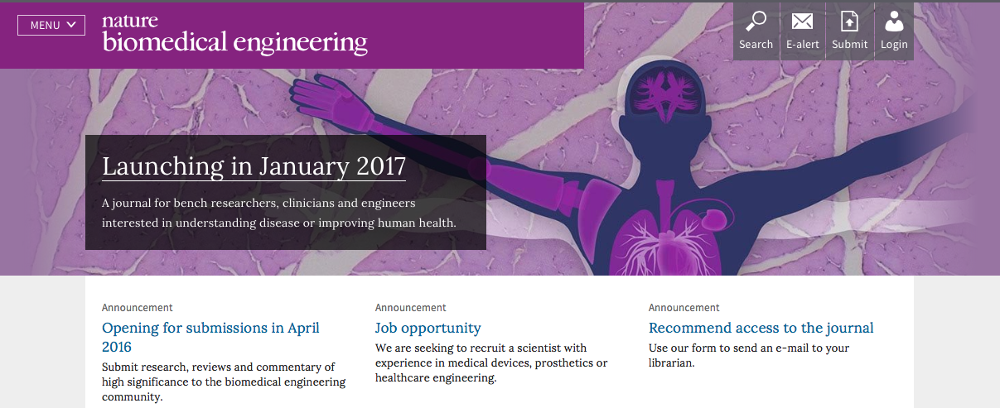 MENU
nature
biomedical engineering
Search
E-alert
Submit
Login
Launching in January 2017
A journal for bench researchers, clinicians and engineers
interested in understanding disease or improving human health.
Announcement
Opening for submissions in April
2016
Submit research, reviews and commentary of
high significance to the biomedical engineering
community.
Announcement
Job opportunity
We are seeking to recruit a scientist with
experience in medical devices, prosthetics or
healthcare engineering.
Announcement
Recommend access to the journal
Use our form to send an e-mail to your
librarian.